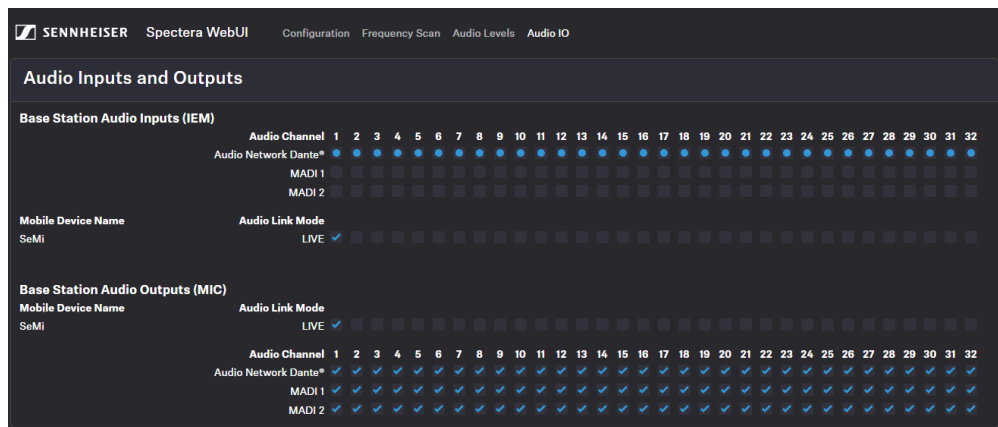 SENNHEISER Spectera WebUI Configuration Frequency Scan Audio Levels Audio IO
Audio Inputs and Outputs
Base Station Audio Inputs (IEM)
Audio Channel 1 2 3 4 5 6 7 8 9 10 11 12 13 14 15 16 17 18 19 20 21 22 23 24 25 26 27 28 29 30 31 32
Audio Network Dante®
MADI 1
MADI 2
Mobile Device Name Audio Link Mode
SeMi LIVE
Base Station Audio Outputs (MIC)
Mobile Device Name Audio Link Mode
SeMi LIVE
Audio Channel 1 2 3 4 5 6 7 8 9 10 11 12 13 14 15 16 17 18 19 20 21 22 23 24 25 26 27 28 29 30 31 32
Audio Network Dante®
MADI 1
MADI 2